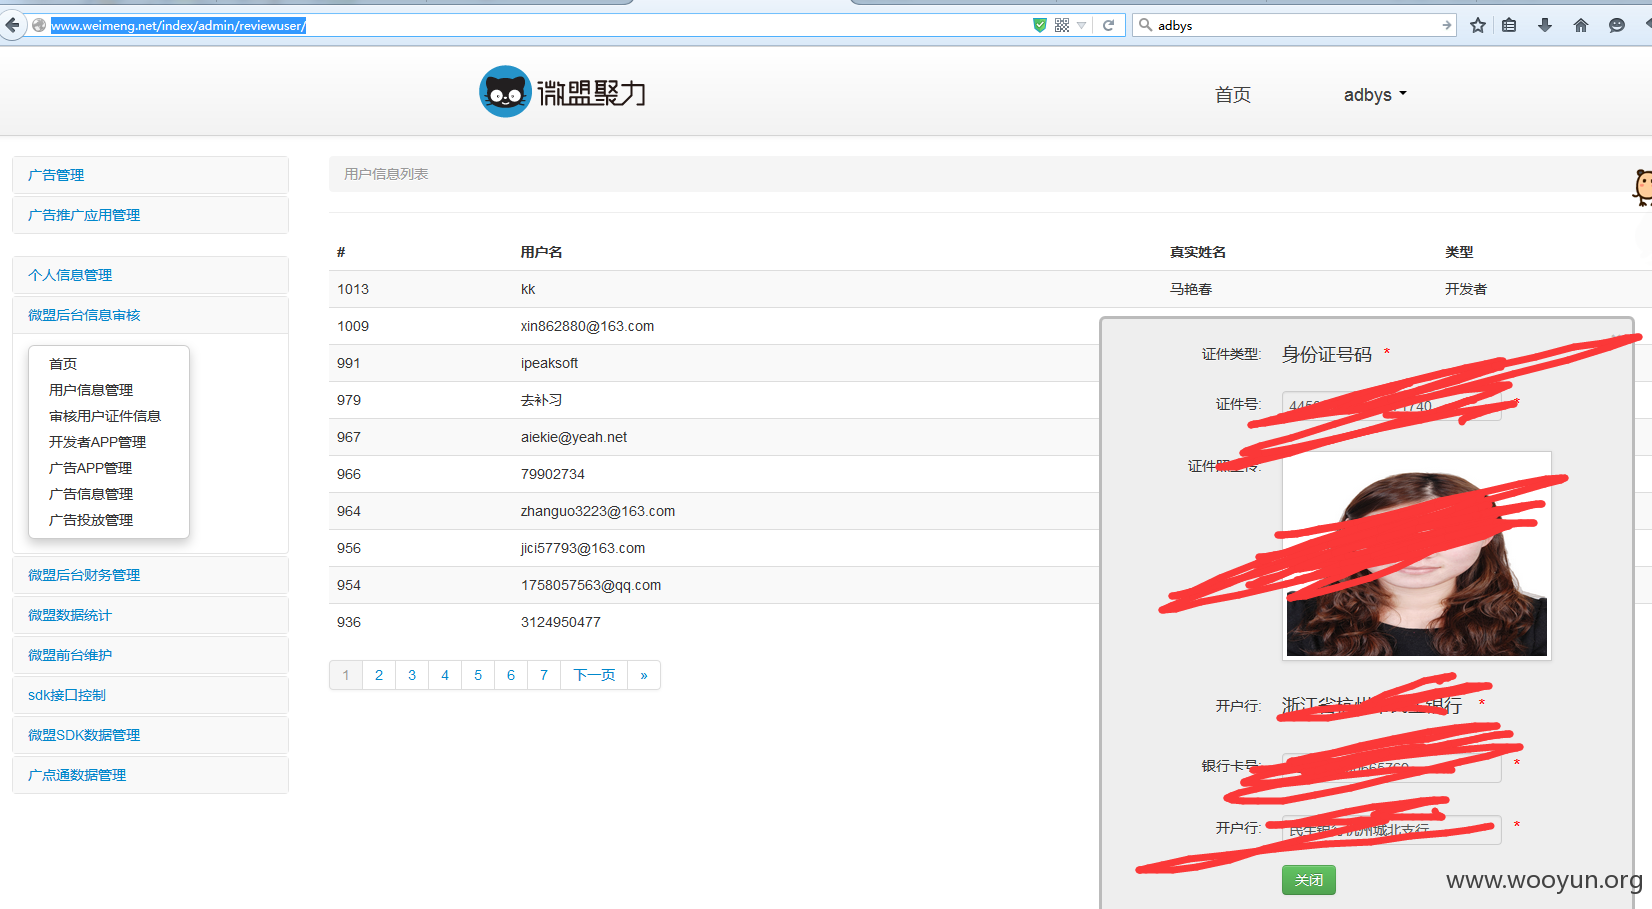 www.weimeng.net/index/admin/reviewuser/
adbys
微盟聚力
首页
adbys
广告管理
广告推广应用管理
个人信息管理
微盟后台信息审核
首页
用户信息管理
审核用户证件信息
开发者APP管理
广告APP管理
广告信息管理
广告投放管理
微盟后台财务管理
微盟数据统计
微盟前台维护
sdk接口控制
微盟SDK数据管理
广点通数据管理
用户信息列表
# 用户名 真实姓名 类型
1013 kk 马艳春 开发者
1009 xin862880@163.com
991 ipeaksoft
979 去补习
967 aiekie@yeah.net
966 79902734
964 zhanguo3223@163.com
956 jici57793@163.com
954 1758057563@qq.com
936 3124950477
1 2 3 4 5 6 7 下一页 »
证件类型: 身份证号码 *
证件号: *
开户行: *
银行卡号: *
开户行: *
关闭
www.wooyun.org